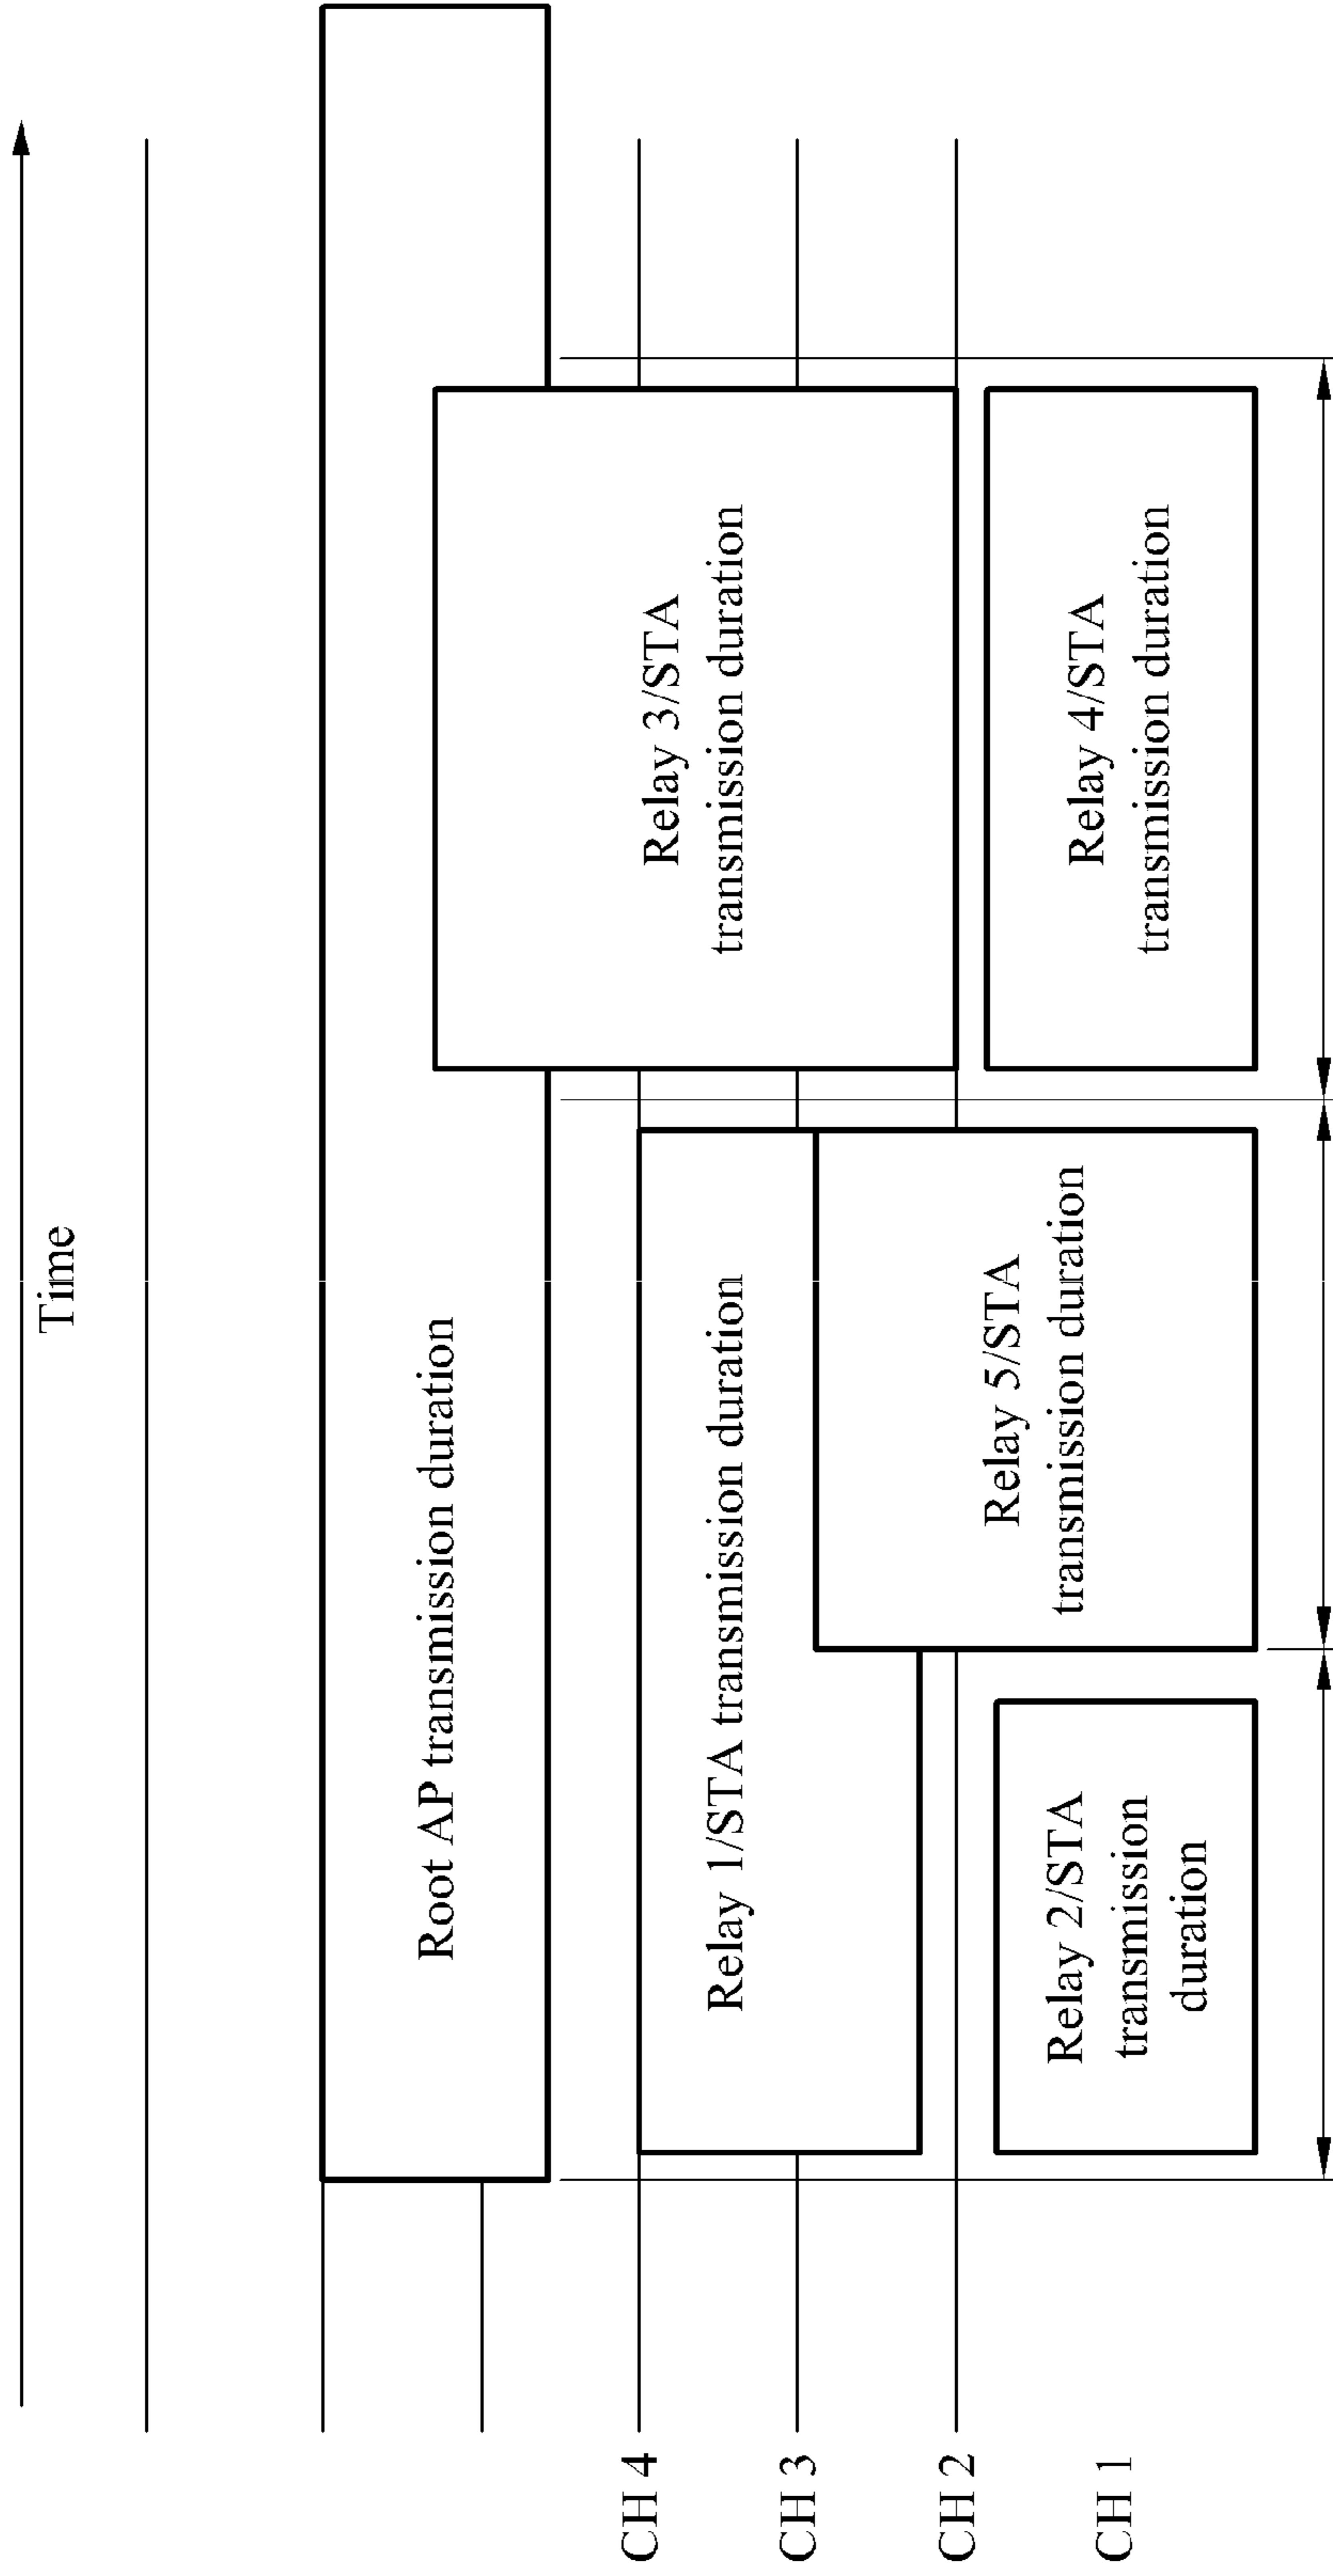 Time
Root AP transmission duration
Relay 1/STA transmission duration
Relay 3/STA
transmission duration
Relay 5/STA
transmission duration
Relay 2/STA
transmission
duration
Relay 4/STA
transmission duration
CH 4
CH 3
CH 2
CH 1